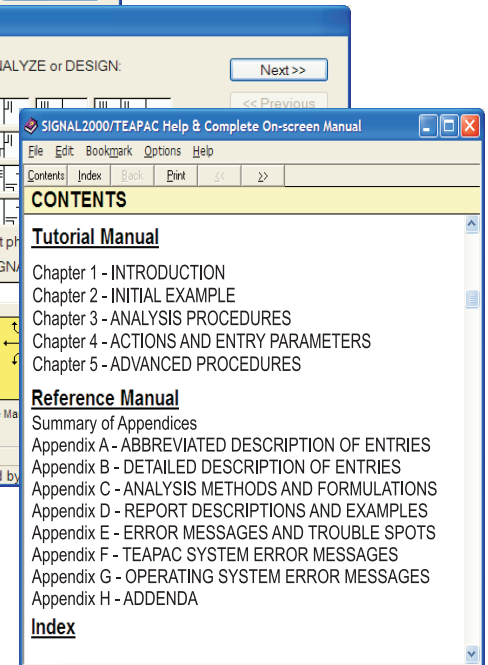 ALYZE or DESIGN:
Next >>
<< Previous
SIGNAL2000/TEAPAC Help & Complete On-screen Manual
File Edit Bookmark Options Help
Contents Index Back Print << >>
CONTENTS
Tutorial Manual
Chapter 1 - INTRODUCTION
Chapter 2 - INITIAL EXAMPLE
Chapter 3 - ANALYSIS PROCEDURES
Chapter 4 - ACTIONS AND ENTRY PARAMETERS
Chapter 5 - ADVANCED PROCEDURES
Reference Manual
Summary of Appendices
Appendix A - ABBREVIATED DESCRIPTION OF ENTRIES
Appendix B - DETAILED DESCRIPTION OF ENTRIES
Appendix C - ANALYSIS METHODS AND FORMULATIONS
Appendix D - REPORT DESCRIPTIONS AND EXAMPLES
Appendix E - ERROR MESSAGES AND TROUBLE SPOTS
Appendix F - TEAPAC SYSTEM ERROR MESSAGES
Appendix G - OPERATING SYSTEM ERROR MESSAGES
Appendix H - ADDENDA
Index
t ph
GN
Ma
d by